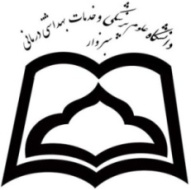 دانشگاه علوم پزشکی و خدمات بهداشتی درمانی
سبزوار